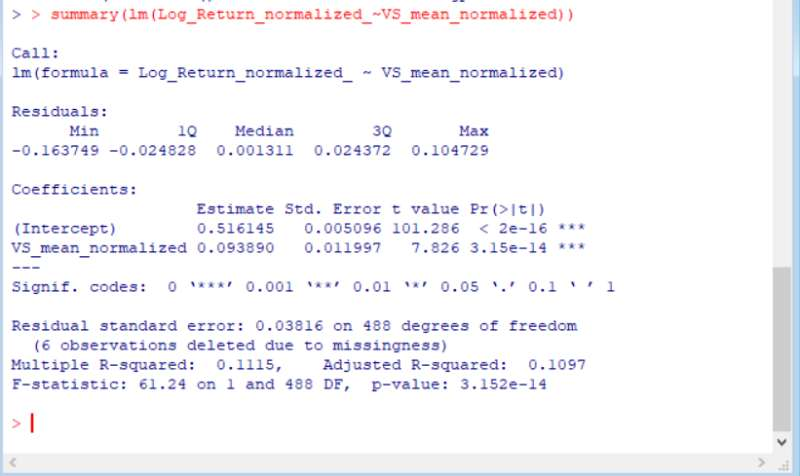 > > summary(lm(Log_Return_normalized_~VS_mean_normalized))
Call:
lm(formula = Log_Return_normalized_ ~ VS_mean_normalized)
Residuals:
      Min        1Q    Median        3Q       Max
-0.163749 -0.024828  0.001311  0.024372  0.104729
Coefficients:
                   Estimate Std. Error t value Pr(>|t|)
(Intercept)        0.516145   0.005096 101.286  < 2e-16 ***
VS_mean_normalized 0.093890   0.011997   7.826 3.15e-14 ***
---
Signif. codes:  0 ‘***’ 0.001 ‘**’ 0.01 ‘*’ 0.05 ‘.’ 0.1 ‘ ’ 1
Residual standard error: 0.03816 on 488 degrees of freedom
  (6 observations deleted due to missingness)
Multiple R-squared:  0.1115,    Adjusted R-squared:  0.1097
F-statistic: 61.24 on 1 and 488 DF,  p-value: 3.152e-14
>